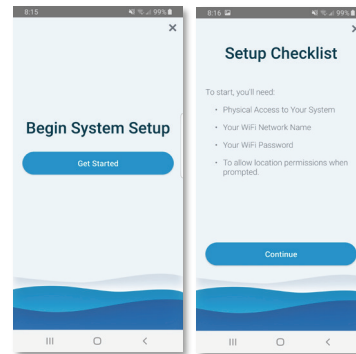 8:15
99%
×
Begin System Setup
Get Started
8:16
99%
×
Setup Checklist
To start, you'll need:
• Physical Access to Your System
• Your WiFi Network Name
• Your WiFi Password
• To allow location permissions when
prompted.
Continue